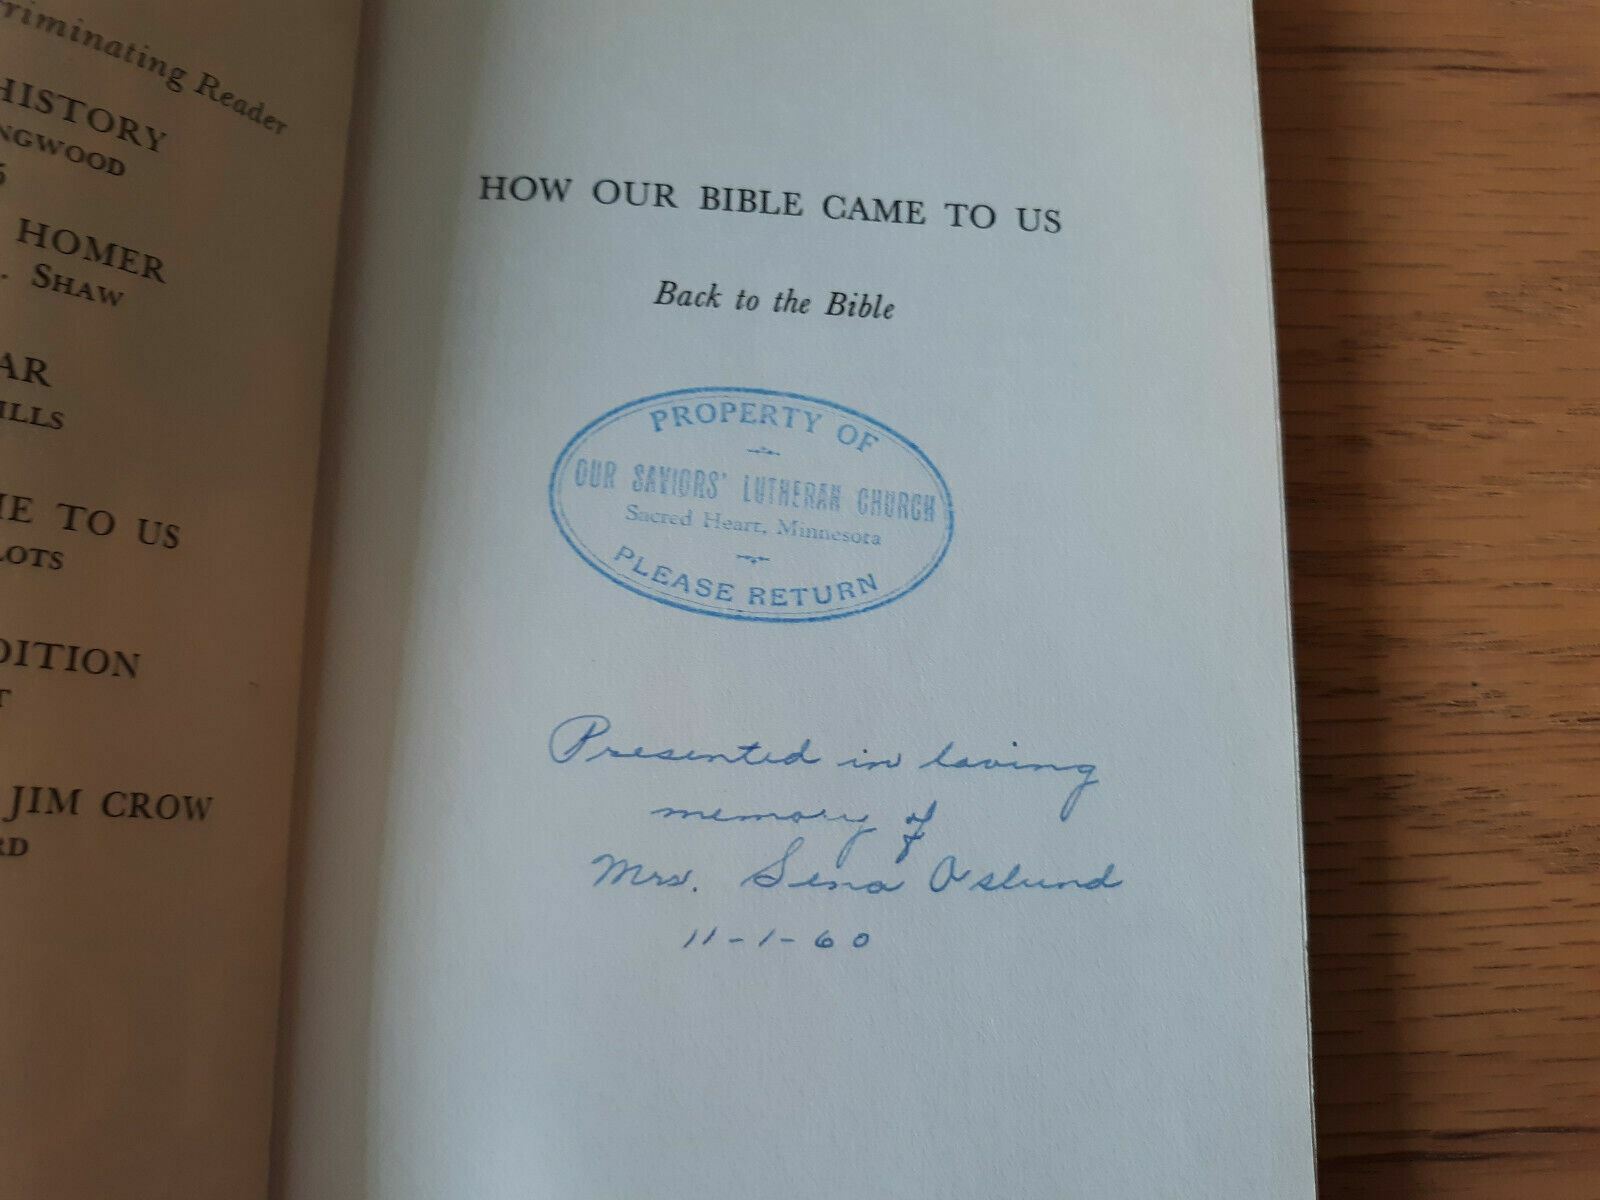 criminating Reader
HISTORY
NGWOOD
HOMER
. SHAW
AR
ILLS
ME TO US
LOTS
DITION
T
JIM CROW
RD
HOW OUR BIBLE CAME TO US
Back to the Bible
PROPERTY OF
OUR SAVIORS' LUTHERAN CHURCH
Sacred Heart, Minnesota
PLEASE RETURN
Presented in loving
memory of
Mrs. Sena Oslund
11-1-60